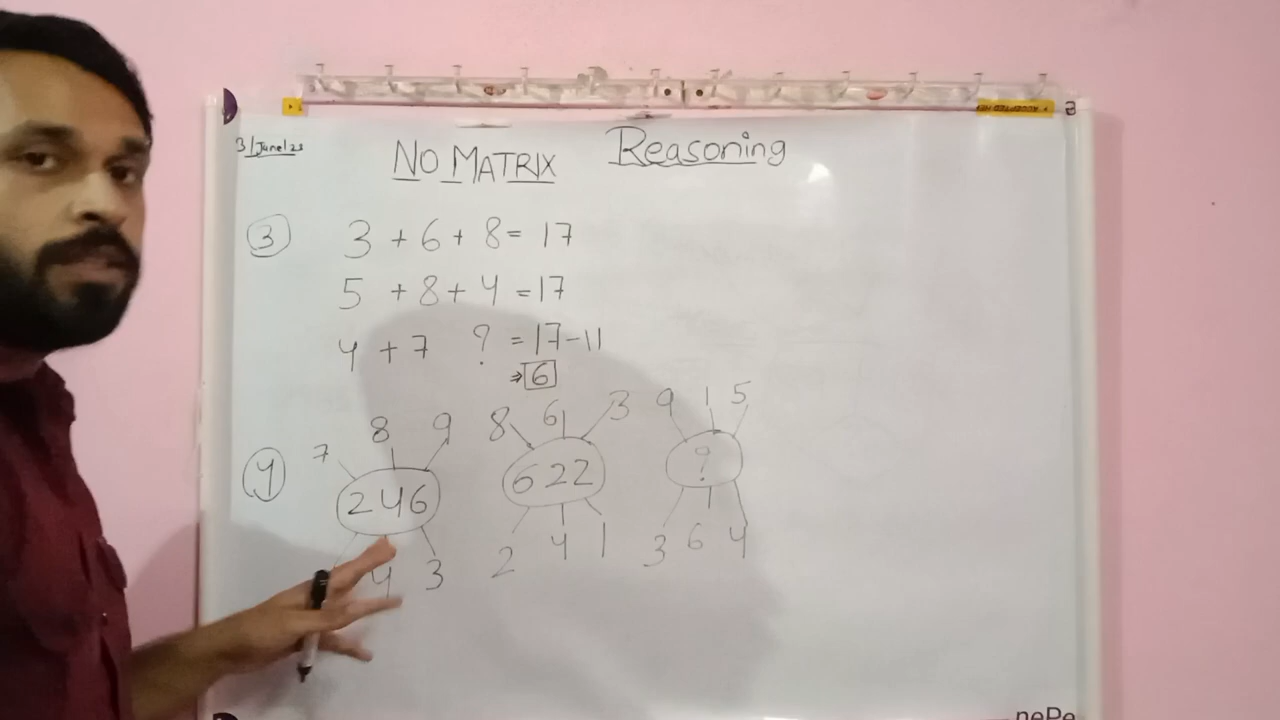 3/June/23
NO MATRIX Reasoning
3 3 + 6 + 8 = 17
5 + 8 + 4 = 17
4 + 7 ? = 17 - 11
⇒ 6
7 8 9 8 6 3 9 1 5
4 246 622 ?
4 3 2 4 1 3 6 4